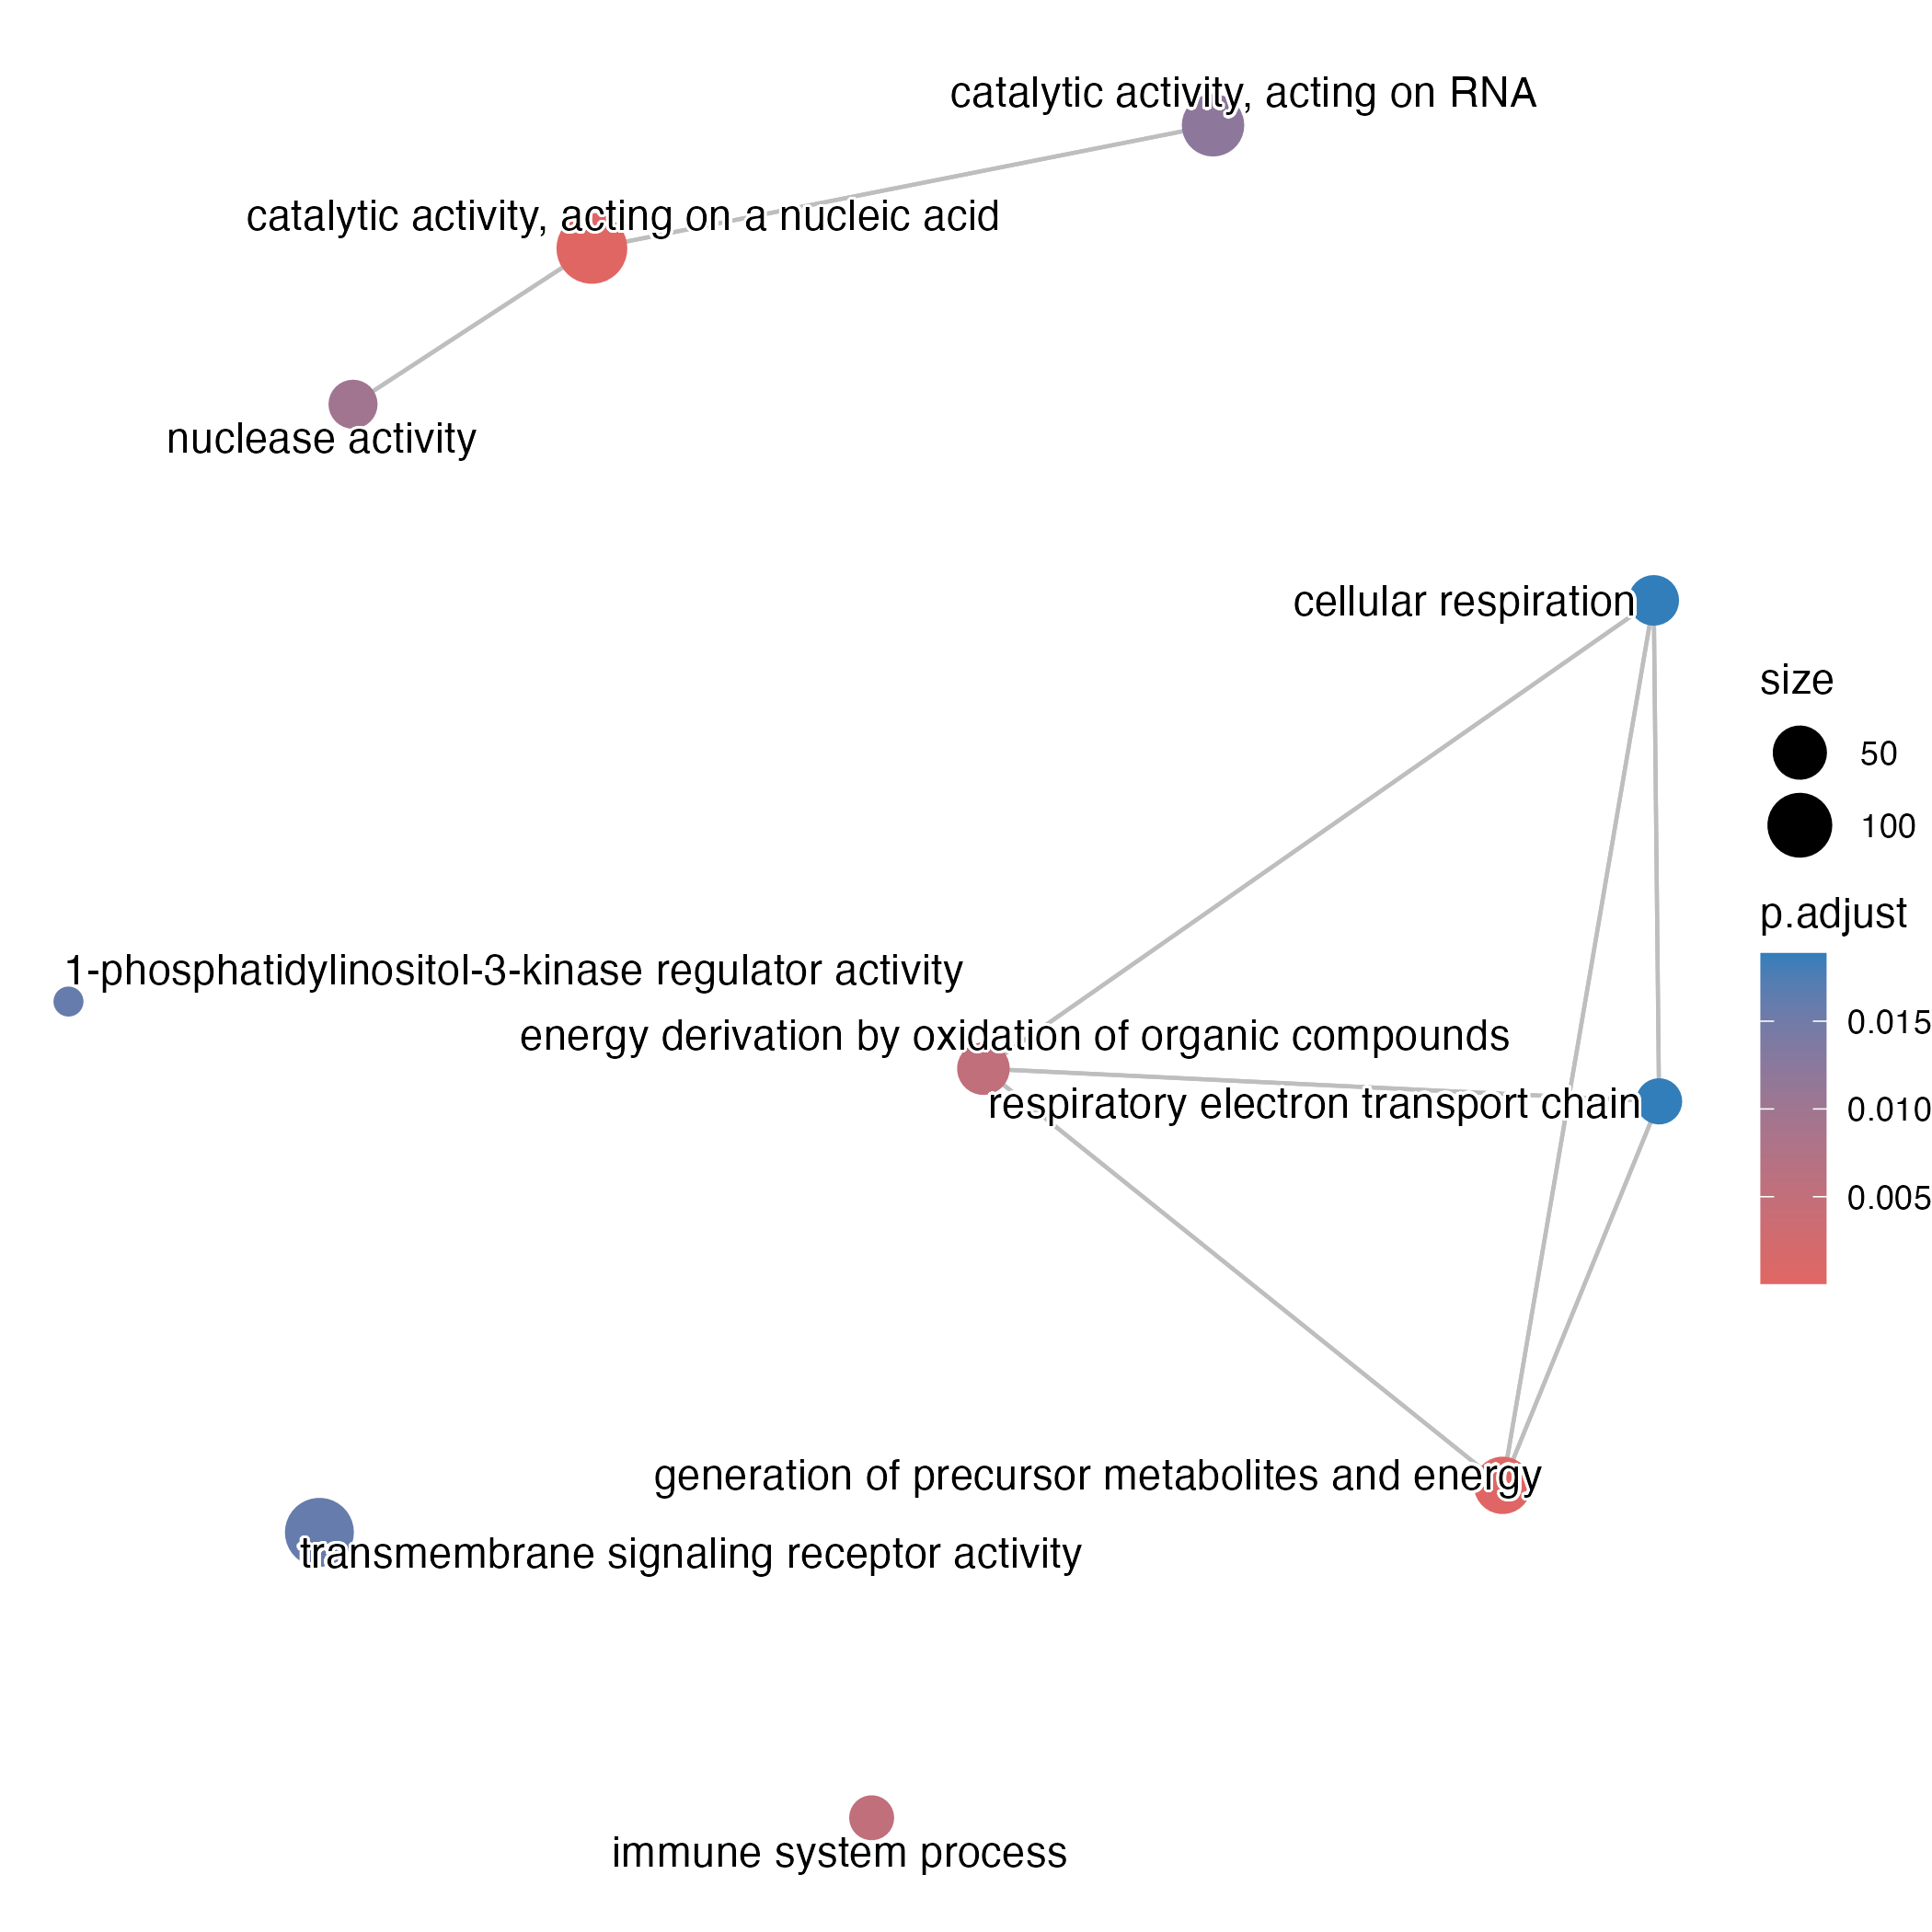 catalytic activity, acting on RNA
catalytic activity, acting on a nucleic acid
nuclease activity
cellular respiration
1-phosphatidylinositol-3-kinase regulator activity
energy derivation by oxidation of organic compounds
respiratory electron transport chain
generation of precursor metabolites and energy
transmembrane signaling receptor activity
immune system process
size
50
100
p.adjust
0.015
0.010
0.005